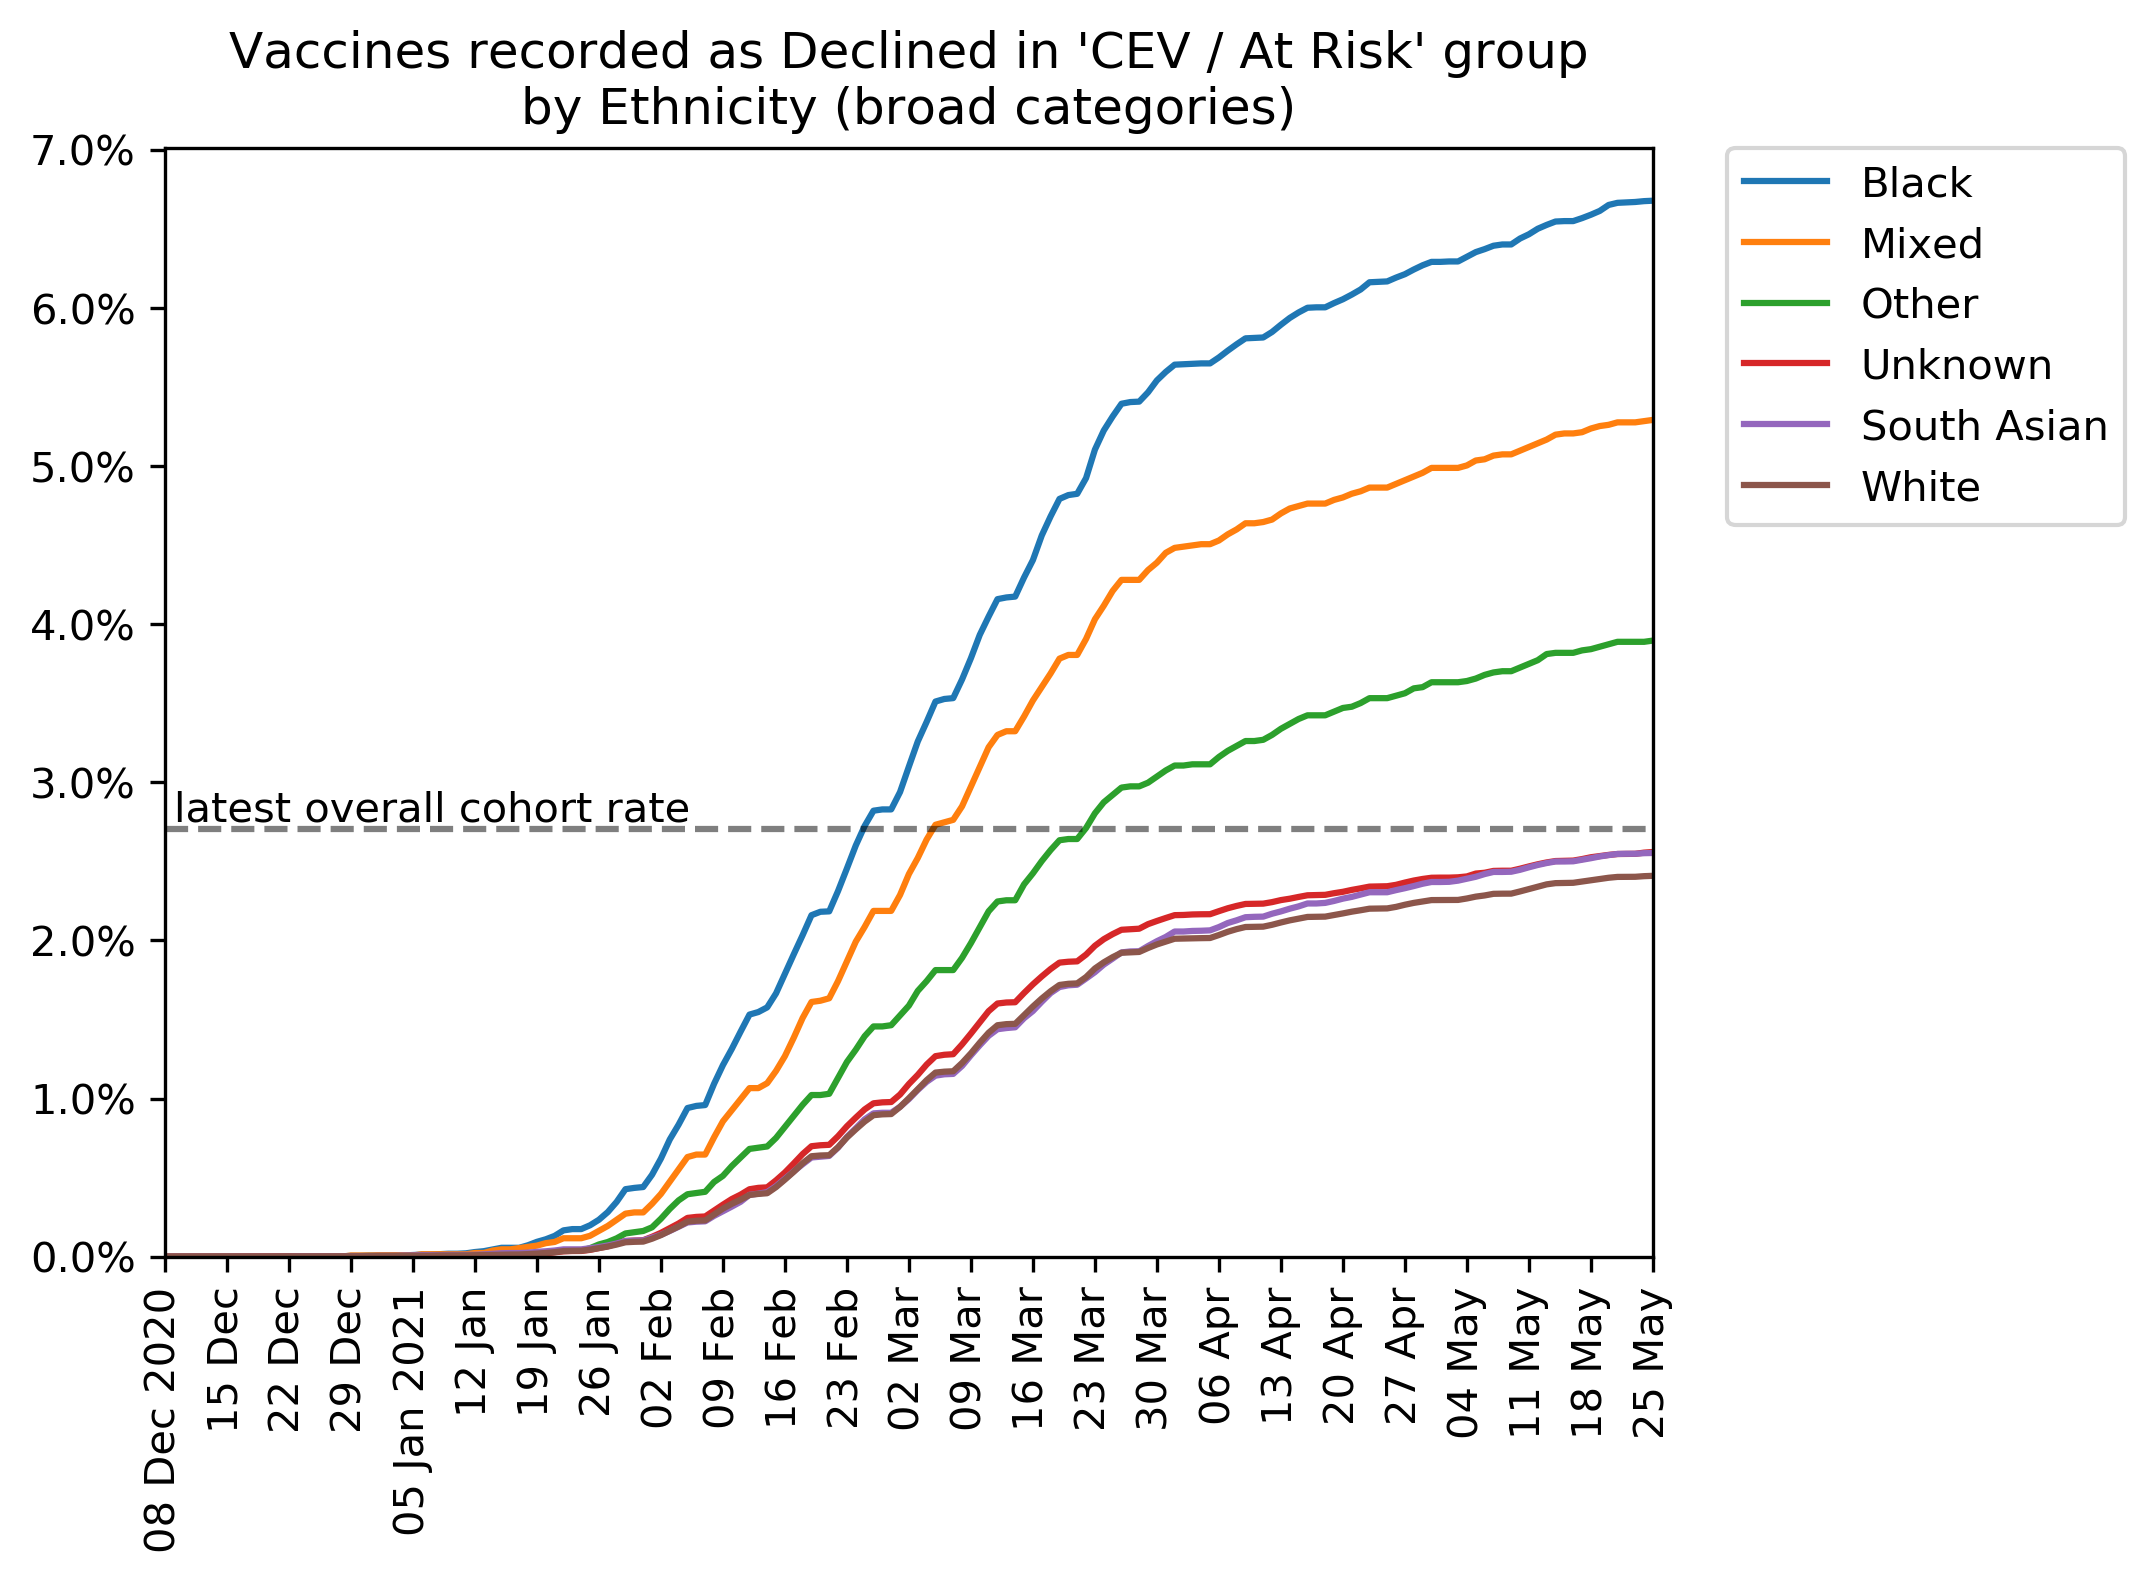 Vaccines recorded as Declined in 'CEV / At Risk' group
by Ethnicity (broad categories)
7.0%
6.0%
5.0%
4.0%
3.0%
2.0%
1.0%
0.0%
latest overall cohort rate
08 Dec 2020
15 Dec
22 Dec
29 Dec
05 Jan 2021
12 Jan
19 Jan
26 Jan
02 Feb
09 Feb
16 Feb
23 Feb
02 Mar
09 Mar
16 Mar
23 Mar
30 Mar
06 Apr
13 Apr
20 Apr
27 Apr
04 May
11 May
18 May
25 May
Black
Mixed
Other
Unknown
South Asian
White